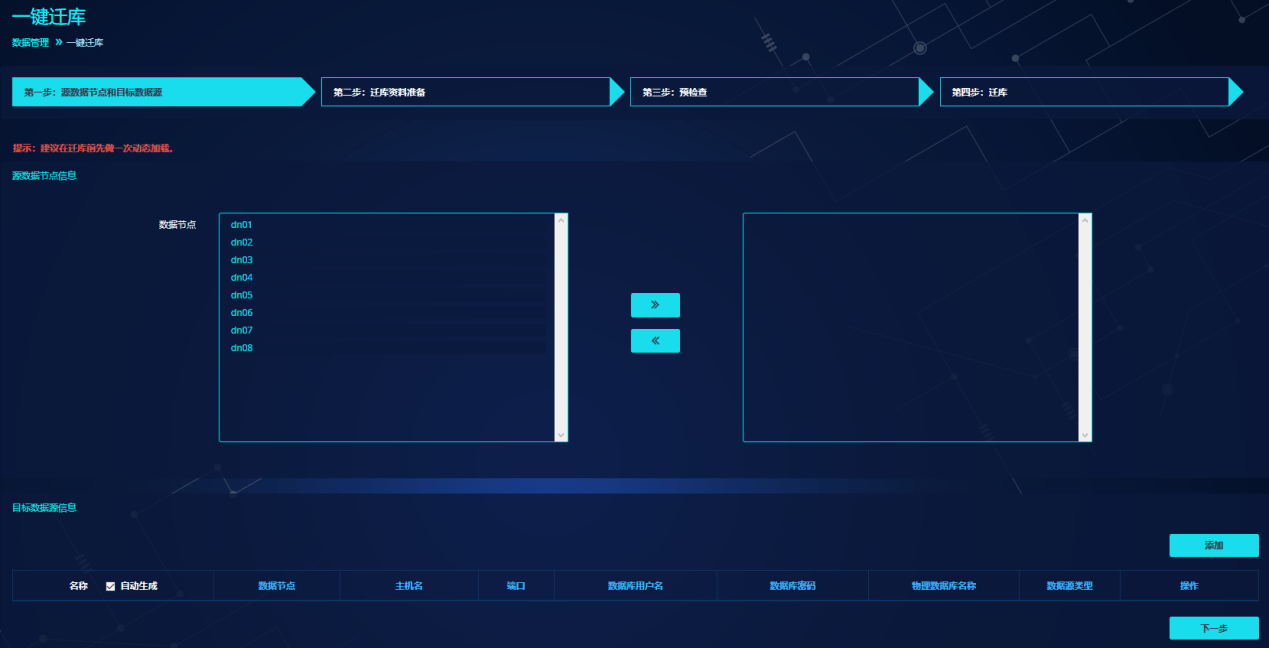 一键迁库
数据管理 » 一键迁库
第一步：源数据节点和目标数据源
第二步：迁库资料准备
第三步：预检查
第四步：迁库
提示：建议在迁库前先做一次动态加载。
源数据节点信息
数据节点
dn01
dn02
dn03
dn04
dn05
dn06
dn07
dn08
»
«
目标数据源信息
添加
名称 自动生成 数据节点 主机名 端口 数据库用户名 数据库密码 物理数据库名称 数据源类型 操作
下一步